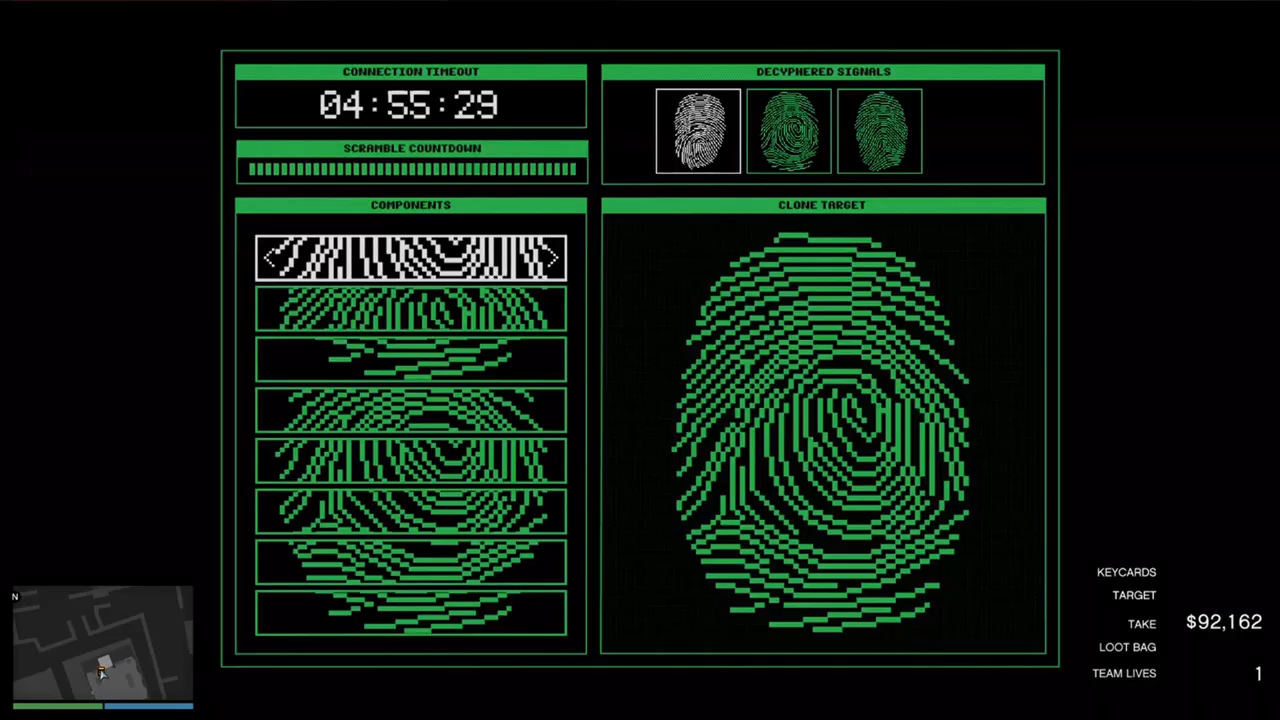 CONNECTION TIMEOUT
04:55:29
SCRAMBLE COUNTDOWN
COMPONENTS
DECYPHERED SIGNALS
CLONE TARGET
N
KEYCARDS
TARGET
TAKE $92,162
LOOT BAG
TEAM LIVES 1